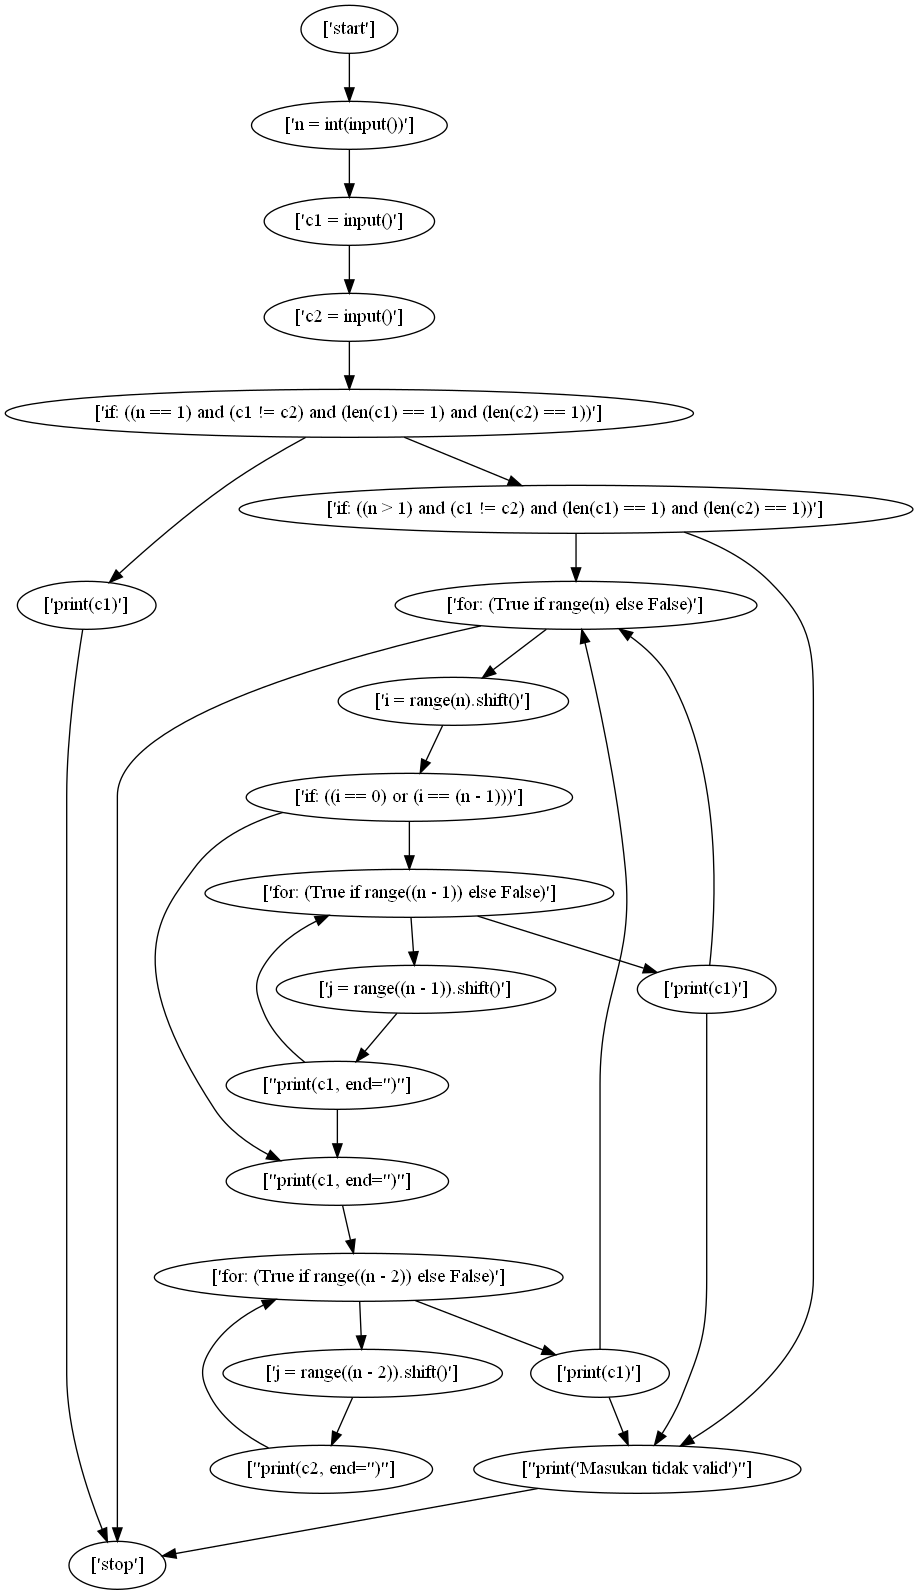 ['start']
['n = int(input())']
['c1 = input()']
['c2 = input()']
['if: ((n == 1) and (c1 != c2) and (len(c1) == 1) and (len(c2) == 1))']
['if: ((n > 1) and (c1 != c2) and (len(c1) == 1) and (len(c2) == 1))']
['print(c1)']
['for: (True if range(n) else False)']
['i = range(n).shift()']
['if: ((i == 0) or (i == (n - 1)))']
['for: (True if range((n - 1)) else False)']
['j = range((n - 1)).shift()']
['print(c1)']
["print(c1, end='')"]
["print(c1, end='')"]
['for: (True if range((n - 2)) else False)']
['j = range((n - 2)).shift()']
['print(c1)']
["print(c2, end='')"]
["print('Masukan tidak valid')"]
['stop']